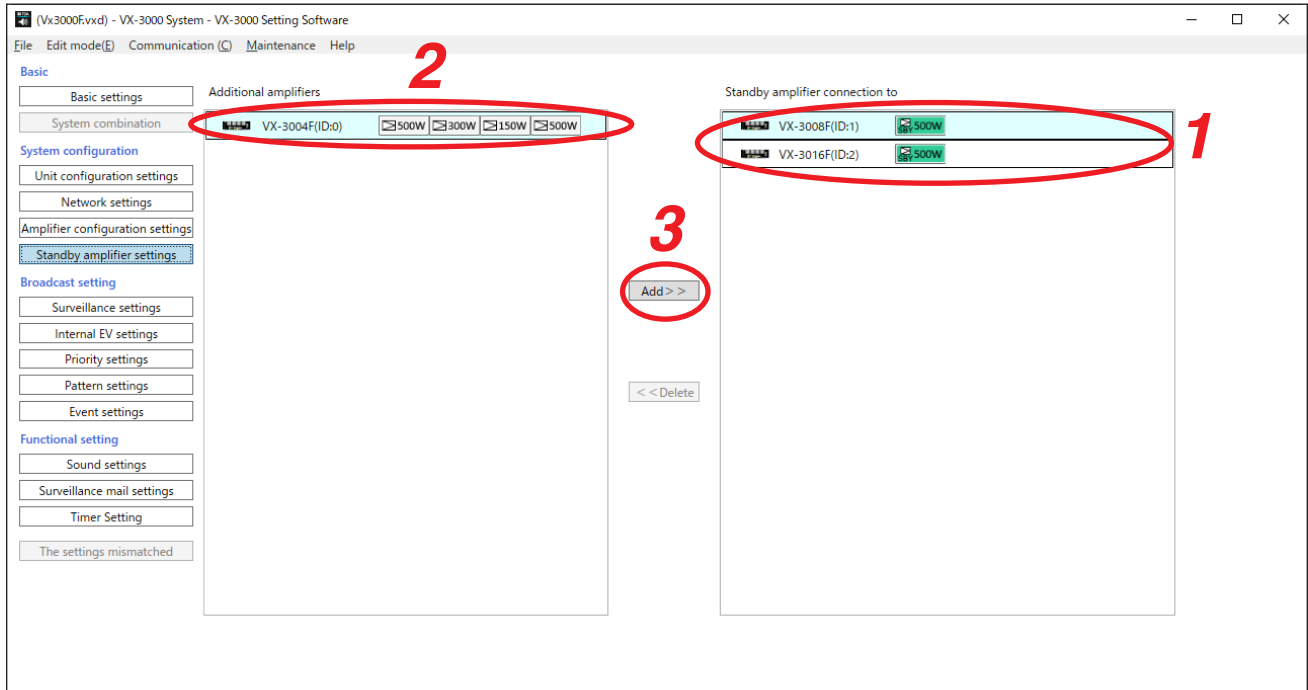 (Vx3000F.vxd) - VX-3000 System - VX-3000 Setting Software
File Edit mode(E) Communication (C) Maintenance Help
Basic
Basic settings
System combination
System configuration
Unit configuration settings
Network settings
Amplifier configuration settings
Standby amplifier settings
Broadcast setting
Surveillance settings
Internal EV settings
Priority settings
Pattern settings
Event settings
Functional setting
Sound settings
Surveillance mail settings
Timer Setting
The settings mismatched
2
Additional amplifiers
VX-3004F(ID:0) 500W 300W 150W 500W
3
Add> >
< <Delete
Standby amplifier connection to
1
VX-3008F(ID:1) SBY 500W
VX-3016F(ID:2) SBY 500W